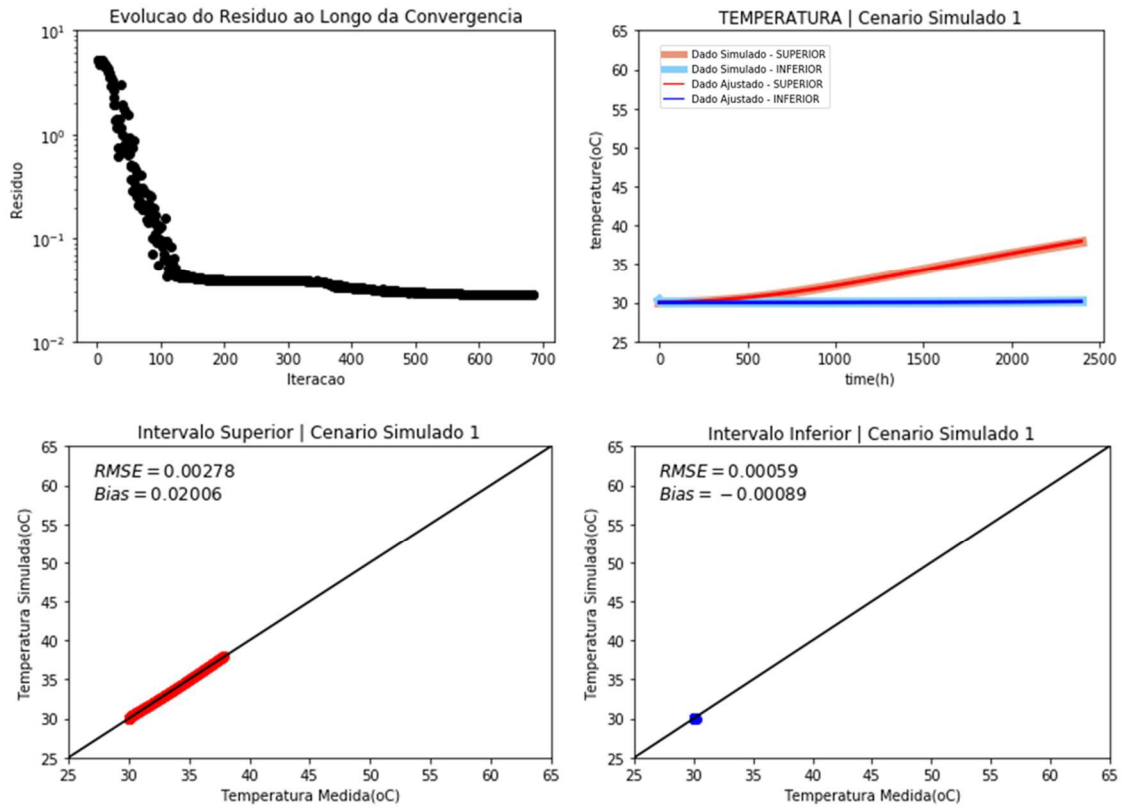 Evolucao do Residuo ao Longo da Convergencia
10¹
10⁰
10⁻¹
10⁻²
Residuo
0 100 200 300 400 500 600 700
Iteracao
TEMPERATURA | Cenario Simulado 1
65
60
55
50
45
40
35
30
25
temperature(oC)
Dado Simulado - SUPERIOR
Dado Simulado - INFERIOR
Dado Ajustado - SUPERIOR
Dado Ajustado - INFERIOR
0 500 1000 1500 2000 2500
time(h)
Intervalo Superior | Cenario Simulado 1
65
60
55
50
45
40
35
30
25
Temperatura Simulada(oC)
RMSE = 0.00278
Bias = 0.02006
25 30 35 40 45 50 55 60 65
Temperatura Medida(oC)
Intervalo Inferior | Cenario Simulado 1
65
60
55
50
45
40
35
30
25
Temperatura Simulada(oC)
RMSE = 0.00059
Bias = −0.00089
25 30 35 40 45 50 55 60 65
Temperatura Medida(oC)